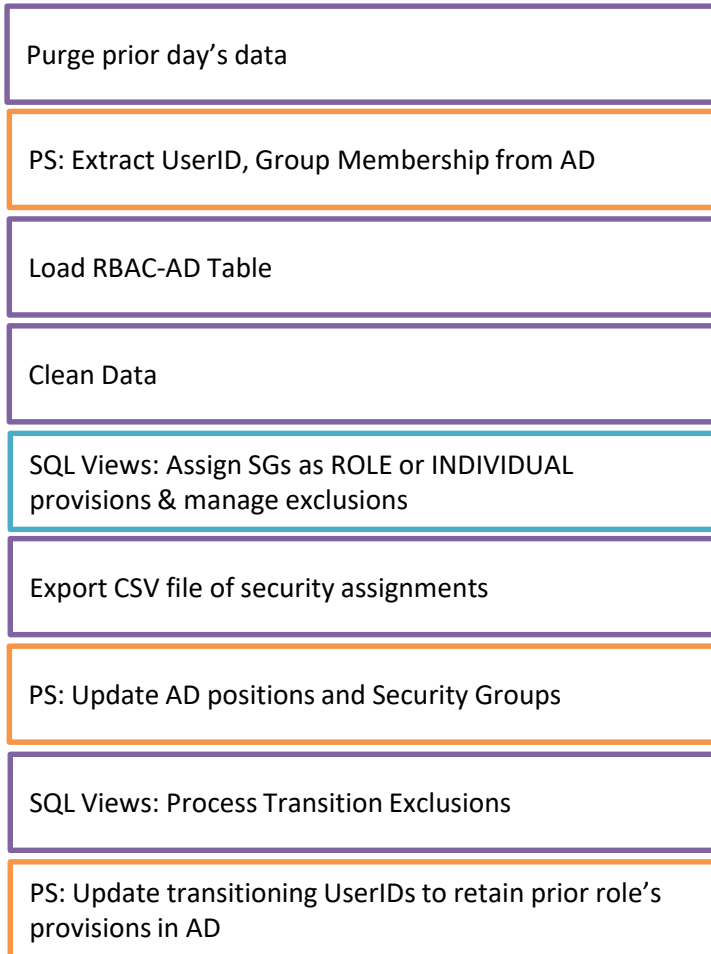 Purge prior day’s data
PS: Extract UserID, Group Membership from AD
Load RBAC-AD Table
Clean Data
SQL Views: Assign SGs as ROLE or INDIVIDUAL
provisions & manage exclusions
Export CSV file of security assignments
PS: Update AD positions and Security Groups
SQL Views: Process Transition Exclusions
PS: Update transitioning UserIDs to retain prior role’s
provisions in AD